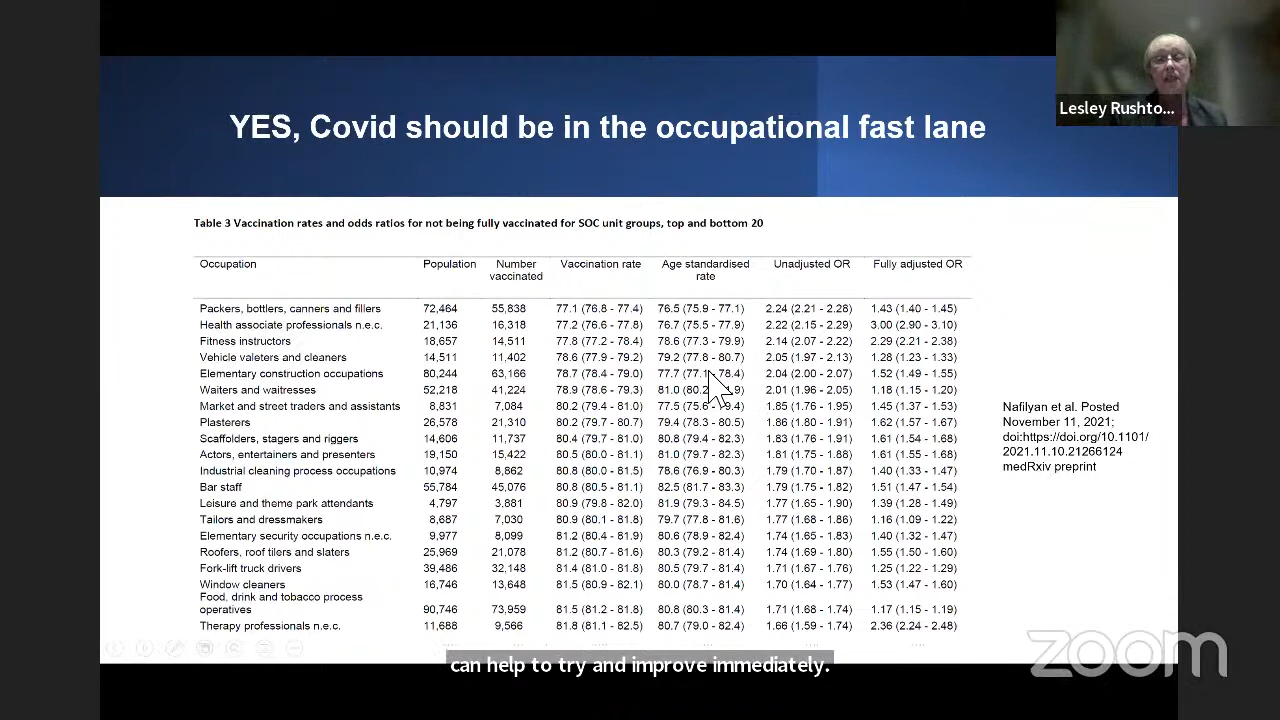 Lesley Rushto...
YES, Covid should be in the occupational fast lane
Table 3 Vaccination rates and odds ratios for not being fully vaccinated for SOC unit groups, top and bottom 20
Occupation Population Number vaccinated Vaccination rate Age standardised rate Unadjusted OR Fully adjusted OR
Packers, bottlers, canners and fillers 72,464 55,838 77.1 (76.8 - 77.4) 76.5 (75.9 - 77.1) 2.24 (2.21 - 2.28) 1.43 (1.40 - 1.45)
Health associate professionals n.e.c. 21,136 16,318 77.2 (76.6 - 77.8) 76.7 (75.5 - 77.9) 2.22 (2.15 - 2.29) 3.00 (2.90 - 3.10)
Fitness instructors 18,657 14,511 77.8 (77.2 - 78.4) 78.6 (77.3 - 79.9) 2.14 (2.07 - 2.22) 2.29 (2.21 - 2.38)
Vehicle valeters and cleaners 14,511 11,402 78.6 (77.9 - 79.2) 79.2 (77.8 - 80.7) 2.05 (1.97 - 2.13) 1.28 (1.23 - 1.33)
Elementary construction occupations 80,244 63,166 78.7 (78.4 - 79.0) 77.7 (77.1 - 78.4) 2.04 (2.00 - 2.07) 1.52 (1.49 - 1.55)
Waiters and waitresses 52,218 41,224 78.9 (78.6 - 79.3) 81.0 2.01 (1.96 - 2.05) 1.18 (1.15 - 1.20)
Market and street traders and assistants 8,831 7,084 80.2 (79.4 - 81.0) 77.5 1.85 (1.76 - 1.95) 1.45 (1.37 - 1.53)
Plasterers 26,578 21,310 80.2 (79.7 - 80.7) 79.4 (78.3 - 80.5) 1.86 (1.80 - 1.91) 1.62 (1.57 - 1.67)
Scaffolders, stagers and riggers 14,606 11,737 80.4 (79.7 - 81.0) 80.8 (79.4 - 82.3) 1.83 (1.76 - 1.91) 1.61 (1.54 - 1.68)
Actors, entertainers and presenters 19,150 15,422 80.5 (80.0 - 81.1) 81.0 (79.7 - 82.3) 1.81 (1.75 - 1.88) 1.61 (1.55 - 1.68)
Industrial cleaning process occupations 10,974 8,862 80.8 (80.0 - 81.5) 78.6 (76.9 - 80.3) 1.79 (1.70 - 1.87) 1.40 (1.33 - 1.47)
Bar staff 55,784 45,076 80.8 (80.5 - 81.1) 82.5 (81.7 - 83.3) 1.79 (1.75 - 1.82) 1.51 (1.47 - 1.54)
Leisure and theme park attendants 4,797 3,881 80.9 (79.8 - 82.0) 81.9 (79.3 - 84.5) 1.77 (1.65 - 1.90) 1.39 (1.28 - 1.49)
Tailors and dressmakers 8,687 7,030 80.9 (80.1 - 81.8) 79.7 (77.8 - 81.6) 1.77 (1.68 - 1.86) 1.16 (1.09 - 1.22)
Elementary security occupations n.e.c. 9,977 8,099 81.2 (80.4 - 81.9) 80.6 (78.9 - 82.4) 1.74 (1.65 - 1.83) 1.40 (1.32 - 1.47)
Roofers, roof tilers and slaters 25,969 21,078 81.2 (80.7 - 81.6) 80.3 (79.2 - 81.4) 1.74 (1.69 - 1.80) 1.55 (1.50 - 1.60)
Fork-lift truck drivers 39,486 32,148 81.4 (81.0 - 81.8) 80.5 (79.7 - 81.4) 1.71 (1.67 - 1.76) 1.25 (1.22 - 1.29)
Window cleaners 16,746 13,648 81.5 (80.9 - 82.1) 80.0 (78.7 - 81.4) 1.70 (1.64 - 1.77) 1.53 (1.47 - 1.60)
Food, drink and tobacco process
operatives 90,746 73,959 81.5 (81.2 - 81.8) 80.8 (80.3 - 81.4) 1.71 (1.68 - 1.74) 1.17 (1.15 - 1.19)
Therapy professionals n.e.c. 11,688 9,566 81.8 (81.1 - 82.5) 80.7 (79.0 - 82.4) 1.66 (1.59 - 1.74) 2.36 (2.24 - 2.48)
Nafilyan et al. Posted
November 11, 2021;
doi:https://doi.org/10.1101/
2021.11.10.21266124
medRxiv preprint
can help to try and improve immediately.
zoom